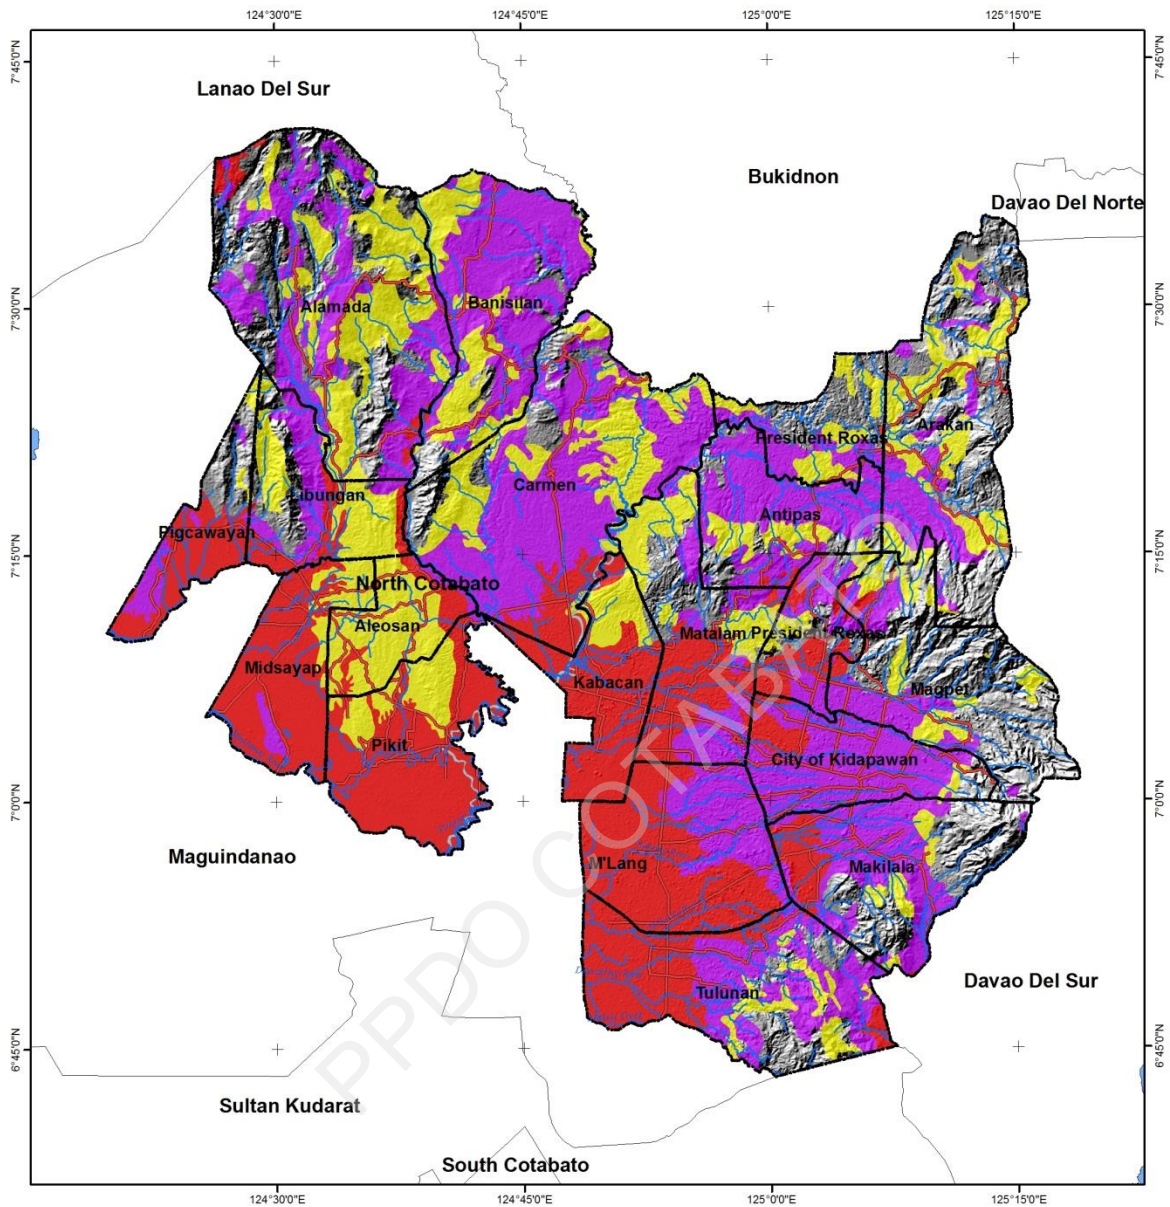 124°30'0"E 124°45'0"E 125°0'0"E 125°15'0"E
7°45'0"N 7°45'0"N
Lanao Del Sur
Bukidnon
Davao Del Norte
7°30'0"N 7°30'0"N
Alamada Banisilan
President Roxas Arakan
Carmen
Libungan
Antipas
Pigcawayan
7°15'0"N 7°15'0"N
North Cotabato
Aleosan
Matalam President Roxas
Midsayap
Kabacan
Magpet
Pikit
City of Kidapawan
7°0'0"N 7°0'0"N
Maguindanao
M'Lang
Makilala
Davao Del Sur
Tulunan
6°45'0"N 6°45'0"N
Sultan Kudarat
South Cotabato
124°30'0"E 124°45'0"E 125°0'0"E 125°15'0"E
PPDO COTABATO